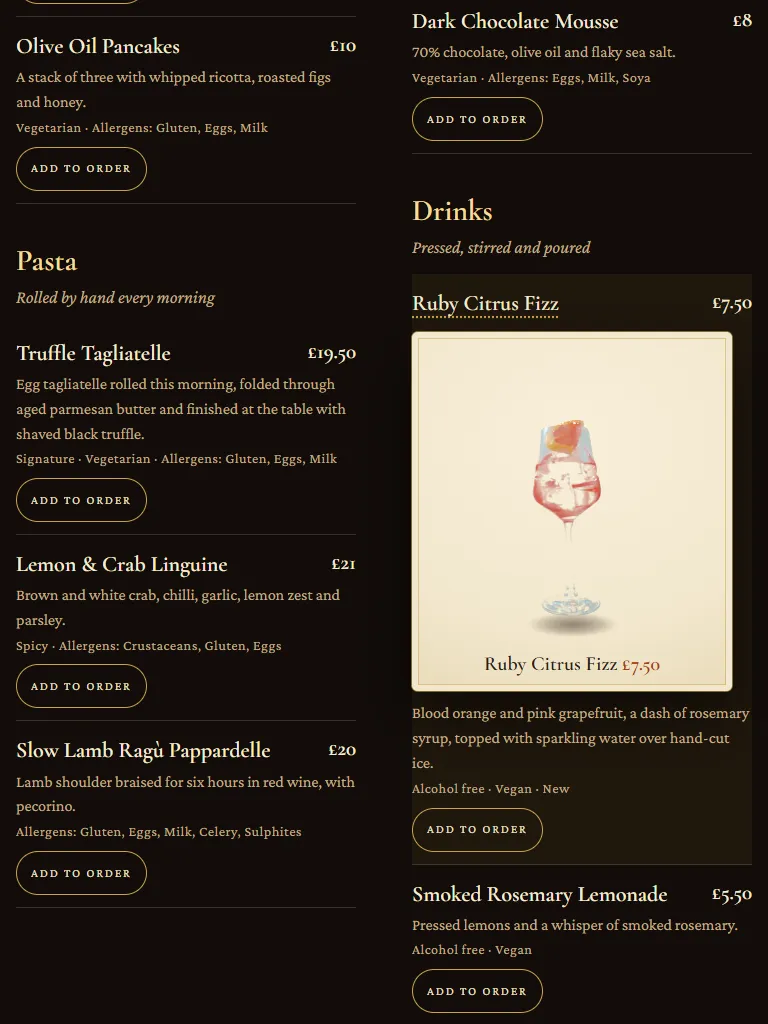 Olive Oil Pancakes £10
A stack of three with whipped ricotta, roasted figs
and honey.
Vegetarian · Allergens: Gluten, Eggs, Milk
ADD TO ORDER
Pasta
Rolled by hand every morning
Truffle Tagliatelle £19.50
Egg tagliatelle rolled this morning, folded through
aged parmesan butter and finished at the table with
shaved black truffle.
Signature · Vegetarian · Allergens: Gluten, Eggs, Milk
ADD TO ORDER
Lemon & Crab Linguine £21
Brown and white crab, chilli, garlic, lemon zest and
parsley.
Spicy · Allergens: Crustaceans, Gluten, Eggs
ADD TO ORDER
Slow Lamb Ragù Pappardelle £20
Lamb shoulder braised for six hours in red wine, with
pecorino.
Allergens: Gluten, Eggs, Milk, Celery, Sulphites
ADD TO ORDER
Dark Chocolate Mousse £8
70% chocolate, olive oil and flaky sea salt.
Vegetarian · Allergens: Eggs, Milk, Soya
ADD TO ORDER
Drinks
Pressed, stirred and poured
Ruby Citrus Fizz £7.50
Ruby Citrus Fizz £7.50
Blood orange and pink grapefruit, a dash of rosemary
syrup, topped with sparkling water over hand-cut
ice.
Alcohol free · Vegan · New
ADD TO ORDER
Smoked Rosemary Lemonade £5.50
Pressed lemons and a whisper of smoked rosemary.
Alcohol free · Vegan
ADD TO ORDER